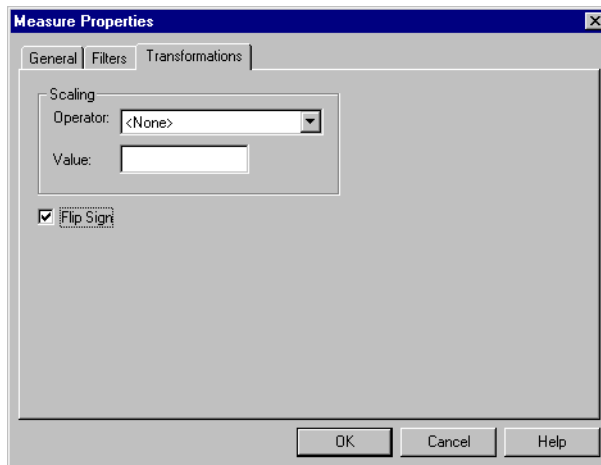 Measure Properties
General Filters Transformations
Scaling
Operator: <None>
Value:
Flip Sign
OK Cancel Help